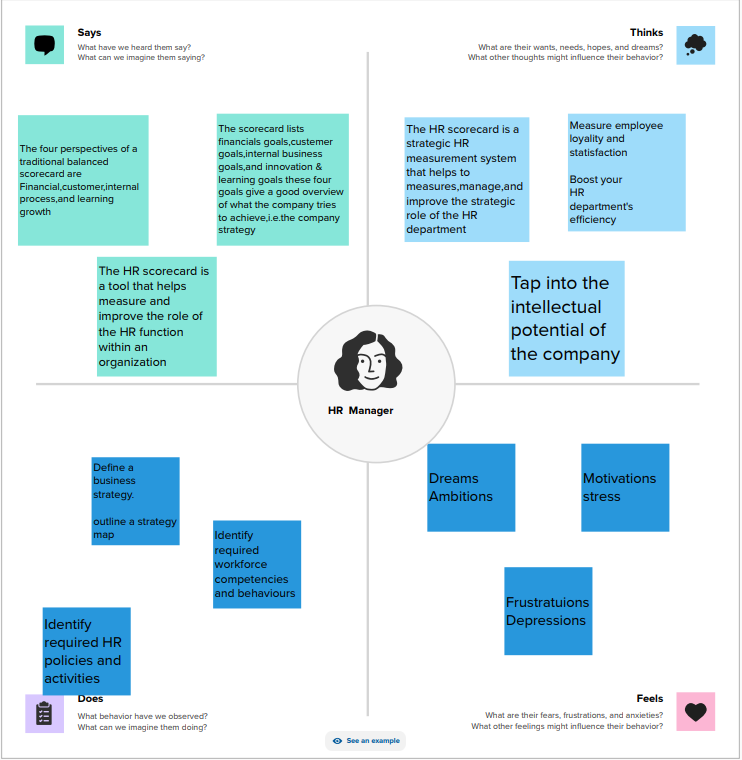 Says
What have we heard them say?
What can we imagine them saying?
Thinks
What are their wants, needs, hopes, and dreams?
What other thoughts might influence their behavior?
The four perspectives of a
traditional balanced
scorecard are
Financial,customer,internal
process,and learning
growth
The scorecard lists
financials goals,custemer
goals,internal business
goals,and innovation &
learning goals these four
goals give a good overview
of what the company tries
to achieve,i.e.the company
strategy
The HR scorecard is
a tool that helps
measure and
improve the role of
the HR function
within an
organization
The HR scorecard is a
strategic HR
measurement system
that helps to
measures,manage,and
improve the strategic
role of the HR
department
Measure employee
loyality and
statisfaction
Boost your
HR
department's
efficiency
Tap into the
intellectual
potential of
the company
HR Manager
Define a
business
strategy.
outline a strategy
map
Identify
required
workforce
competencies
and behaviours
Identify
required HR
policies and
activities
Dreams
Ambitions
Motivations
stress
Frustratuions
Depressions
Does
What behavior have we observed?
What can we imagine them doing?
Feels
What are their fears, frustrations, and anxieties?
What other feelings might influence their behavior?
See an example